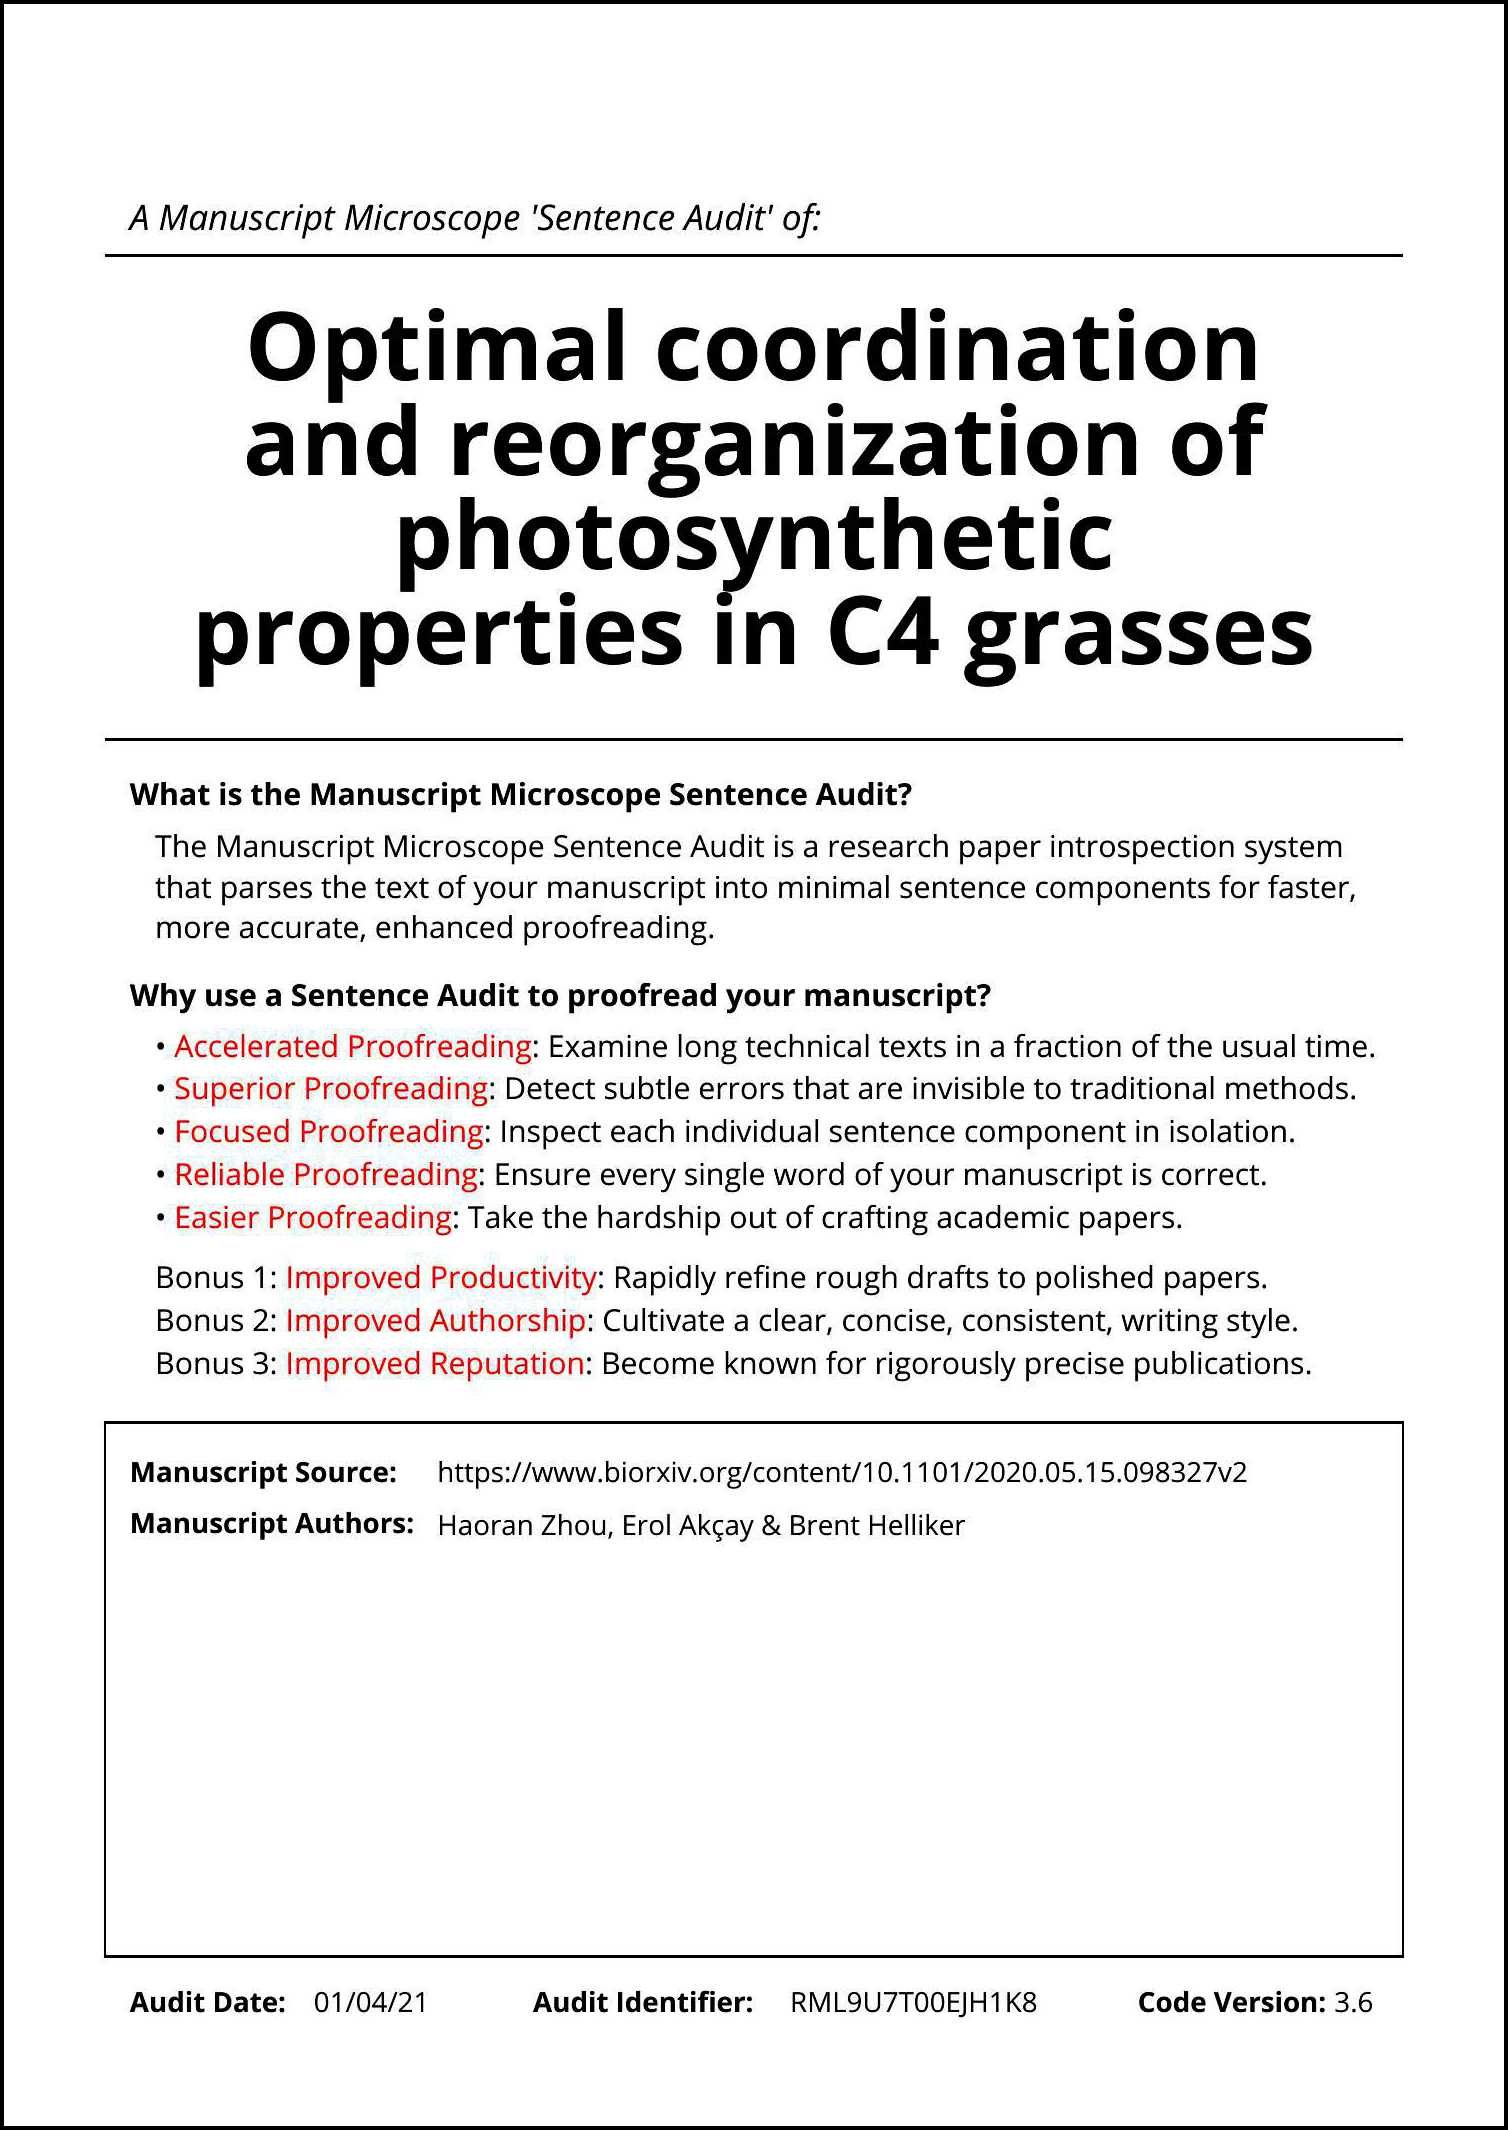 A Manuscript Microscope 'Sentence Audit' of:
Optimal coordination
and reorganization of
photosynthetic
properties in C4 grasses
What is the Manuscript Microscope Sentence Audit?
The Manuscript Microscope Sentence Audit is a research paper introspection system
that parses the text of your manuscript into minimal sentence components for faster,
more accurate, enhanced proofreading.
Why use a Sentence Audit to proofread your manuscript?
• Accelerated Proofreading: Examine long technical texts in a fraction of the usual time.
• Superior Proofreading: Detect subtle errors that are invisible to traditional methods.
• Focused Proofreading: Inspect each individual sentence component in isolation.
• Reliable Proofreading: Ensure every single word of your manuscript is correct.
• Easier Proofreading: Take the hardship out of crafting academic papers.
Bonus 1: Improved Productivity: Rapidly refine rough drafts to polished papers.
Bonus 2: Improved Authorship: Cultivate a clear, concise, consistent, writing style.
Bonus 3: Improved Reputation: Become known for rigorously precise publications.
Manuscript Source: https://www.biorxiv.org/content/10.1101/2020.05.15.098327v2
Manuscript Authors: Haoran Zhou, Erol Akçay & Brent Helliker
Audit Date: 01/04/21 Audit Identifier: RML9U7T00EJH1K8 Code Version: 3.6